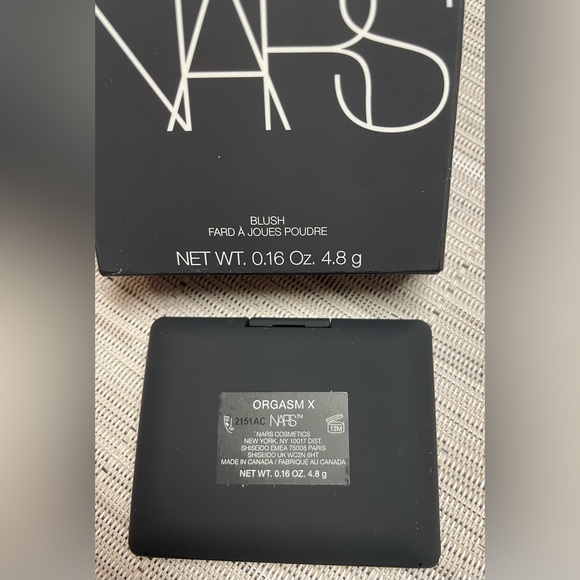 NARS
BLUSH
FARD À JOUES POUDRE
NET WT. 0.16 Oz. 4.8 g
ORGASM X
2151AC NARS™
NARS COSMETICS
NEW YORK, NY 10017 DIST.
SHISEIDO EMEA 75008 PARIS
SHISEIDO UK WC2N 6HT
MADE IN CANADA / FABRIQUÉ AU CANADA
NET WT. 0.16 OZ. 4.8 g
12M